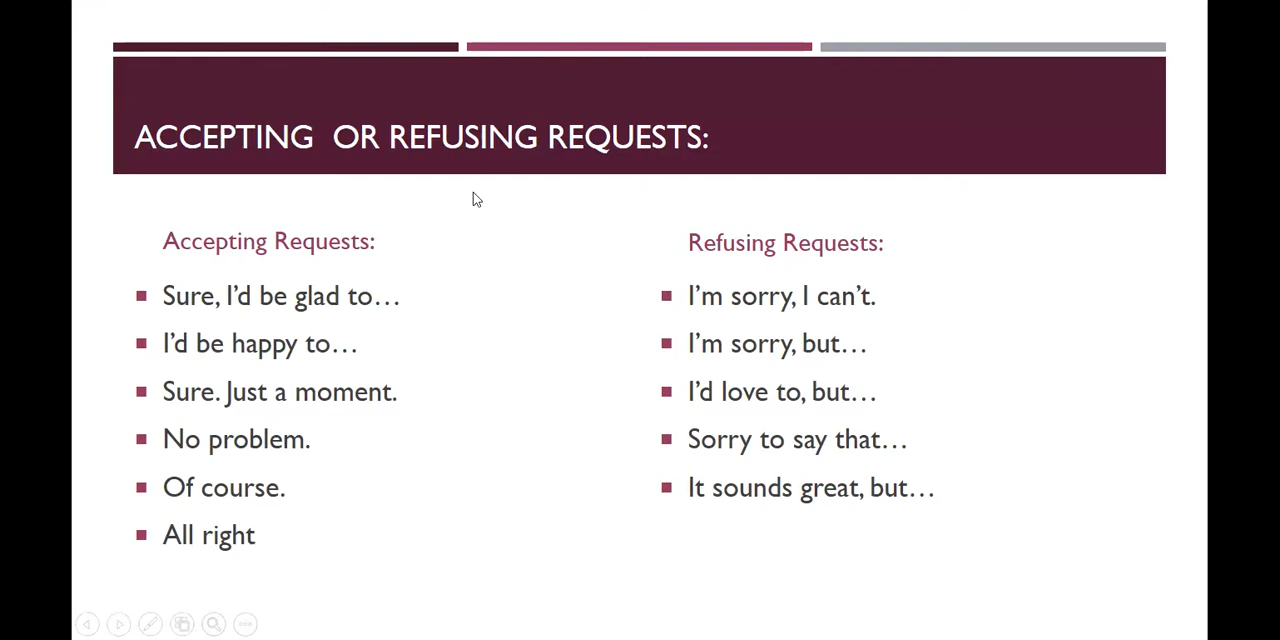 ACCEPTING  OR REFUSING REQUESTS:
Accepting Requests:
Sure, I’d be glad to…
I’d be happy to…
Sure. Just a moment.
No problem.
Of course.
All right
Refusing Requests:
I’m sorry, I can’t.
I’m sorry, but…
I’d love to, but…
Sorry to say that…
It sounds great, but…